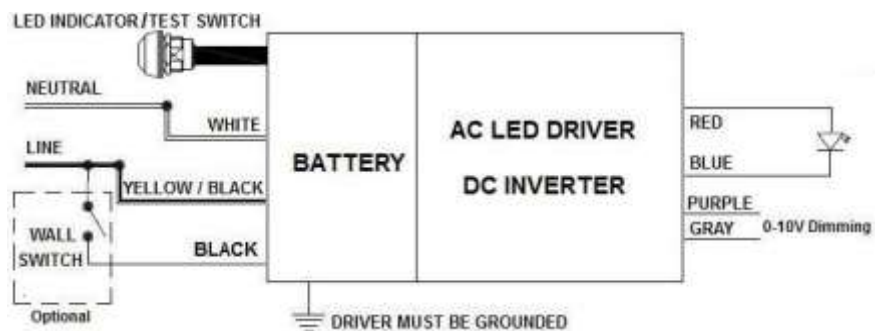 LED INDICATOR/TEST SWITCH
NEUTRAL
WHITE
LINE
YELLOW / BLACK
WALL
SWITCH
BLACK
Optional
BATTERY
AC LED DRIVER
DC INVERTER
RED
BLUE
PURPLE
GRAY
0-10V Dimming
DRIVER MUST BE GROUNDED